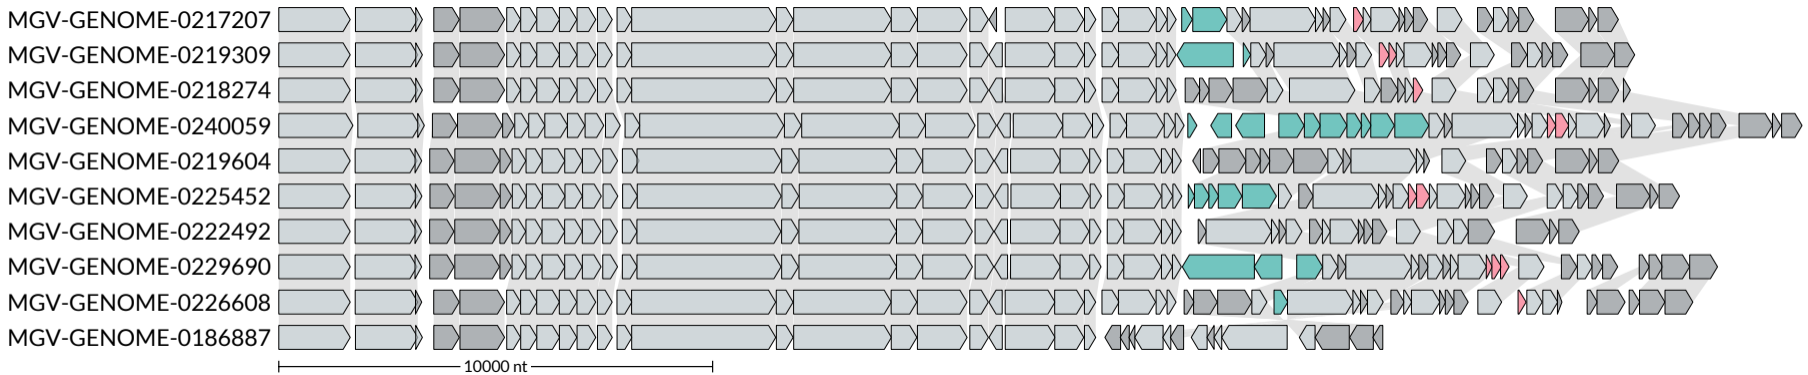 MGV-GENOME-0217207
MGV-GENOME-0219309
MGV-GENOME-0218274
MGV-GENOME-0240059
MGV-GENOME-0219604
MGV-GENOME-0225452
MGV-GENOME-0222492
MGV-GENOME-0229690
MGV-GENOME-0226608
MGV-GENOME-0186887
10000 nt